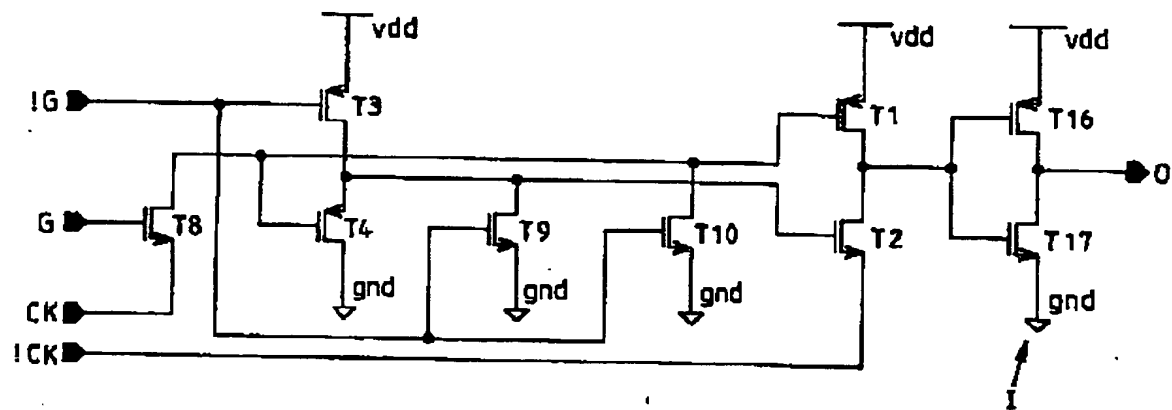 vdd
vdd
vdd
!G
T3
T1
T16
O
G
T8
T4
T9
T10
T2
T17
gnd
gnd
gnd
gnd
CK
!CK
I